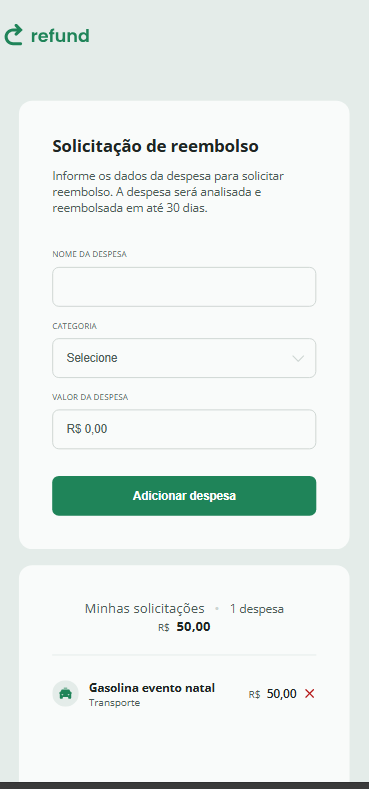 refund
Solicitação de reembolso
Informe os dados da despesa para solicitar
reembolso. A despesa será analisada e
reembolsada em até 30 dias.
NOME DA DESPESA
CATEGORIA
Selecione
VALOR DA DESPESA
R$ 0,00
Adicionar despesa
Minhas solicitações • 1 despesa
R$ 50,00
Gasolina evento natal
R$ 50,00
Transporte